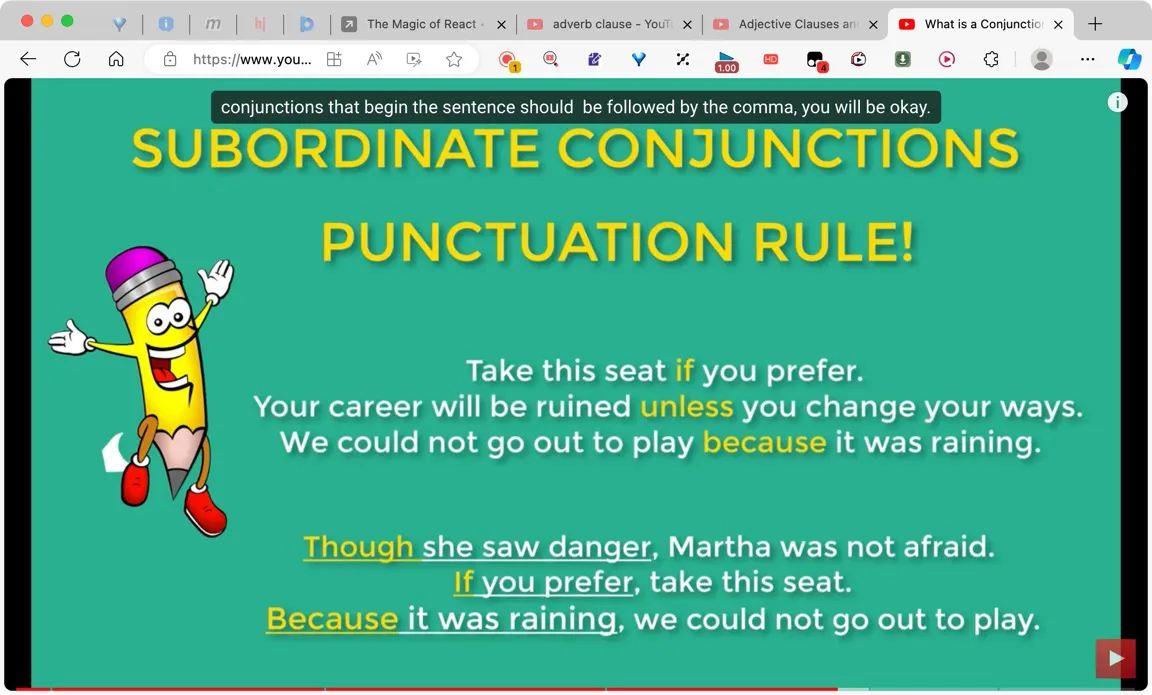 The Magic of React
adverb clause - YouT
Adjective Clauses an
What is a Conjunctio
https://www.you...
1
1.00
HD
4
conjunctions that begin the sentence should be followed by the comma, you will be okay.
SUBORDINATE CONJUNCTIONS
PUNCTUATION RULE!
Take this seat if you prefer.
Your career will be ruined unless you change your ways.
We could not go out to play because it was raining.
Though she saw danger, Martha was not afraid.
If you prefer, take this seat.
Because it was raining, we could not go out to play.